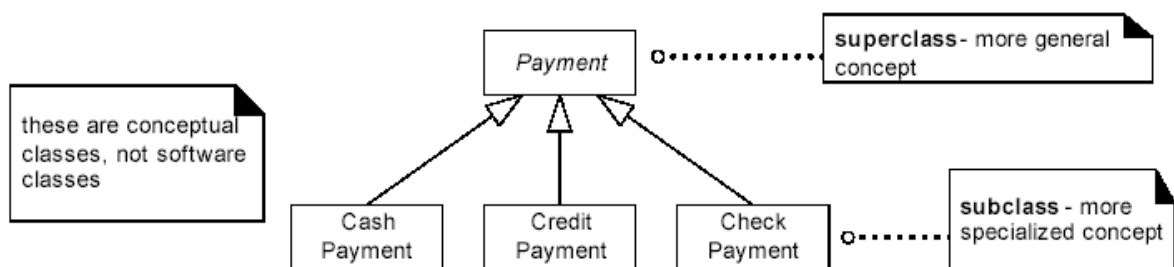 Payment
superclass - more general
concept
these are conceptual
classes, not software
classes
Cash
Payment
Credit
Payment
Check
Payment
subclass - more
specialized concept